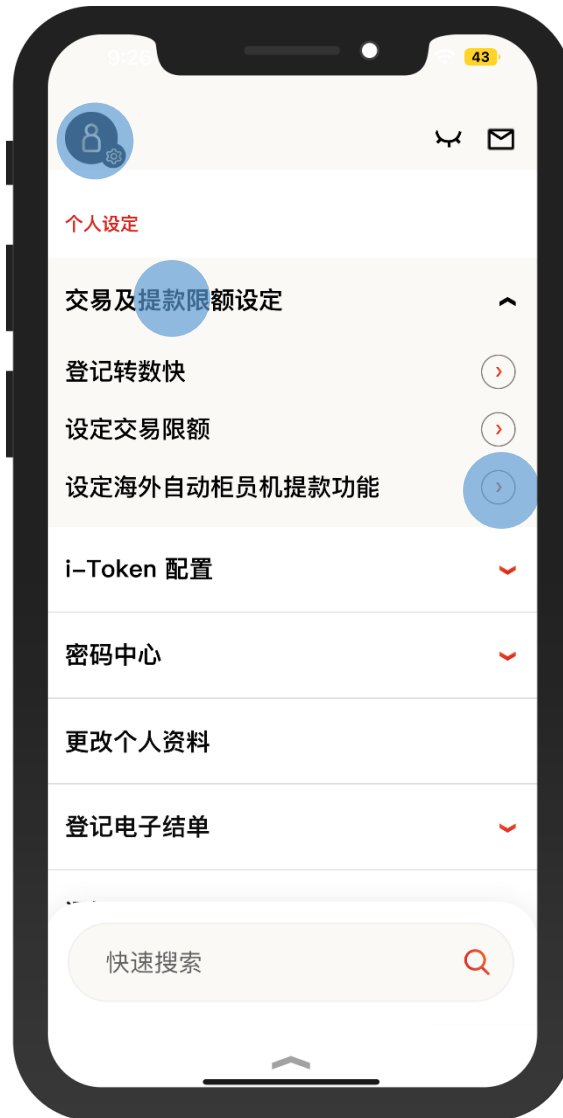 9:26
43
个人设定
交易及提款限额设定
登记转数快
设定交易限额
设定海外自动柜员机提款功能
i-Token 配置
密码中心
更改个人资料
登记电子结单
快速搜索